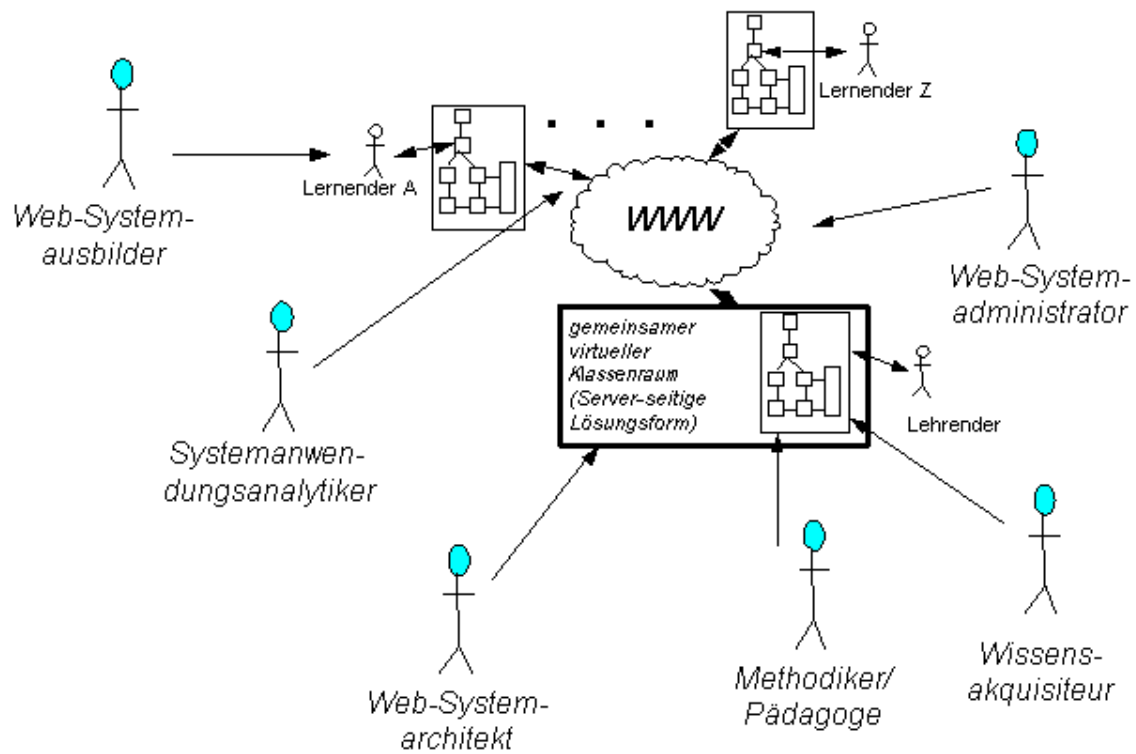 Lernender Z
. . .
Lernender A
Web-System-
ausbilder
WWW
Web-System-
administrator
gemeinsamer
virtueller
Klassenraum
(Server-seitige
Lösungsform)
Lehrender
Systemanwen-
dungsanalytiker
Web-System-
architekt
Methodiker/
Pädagoge
Wissens-
akquisiteur